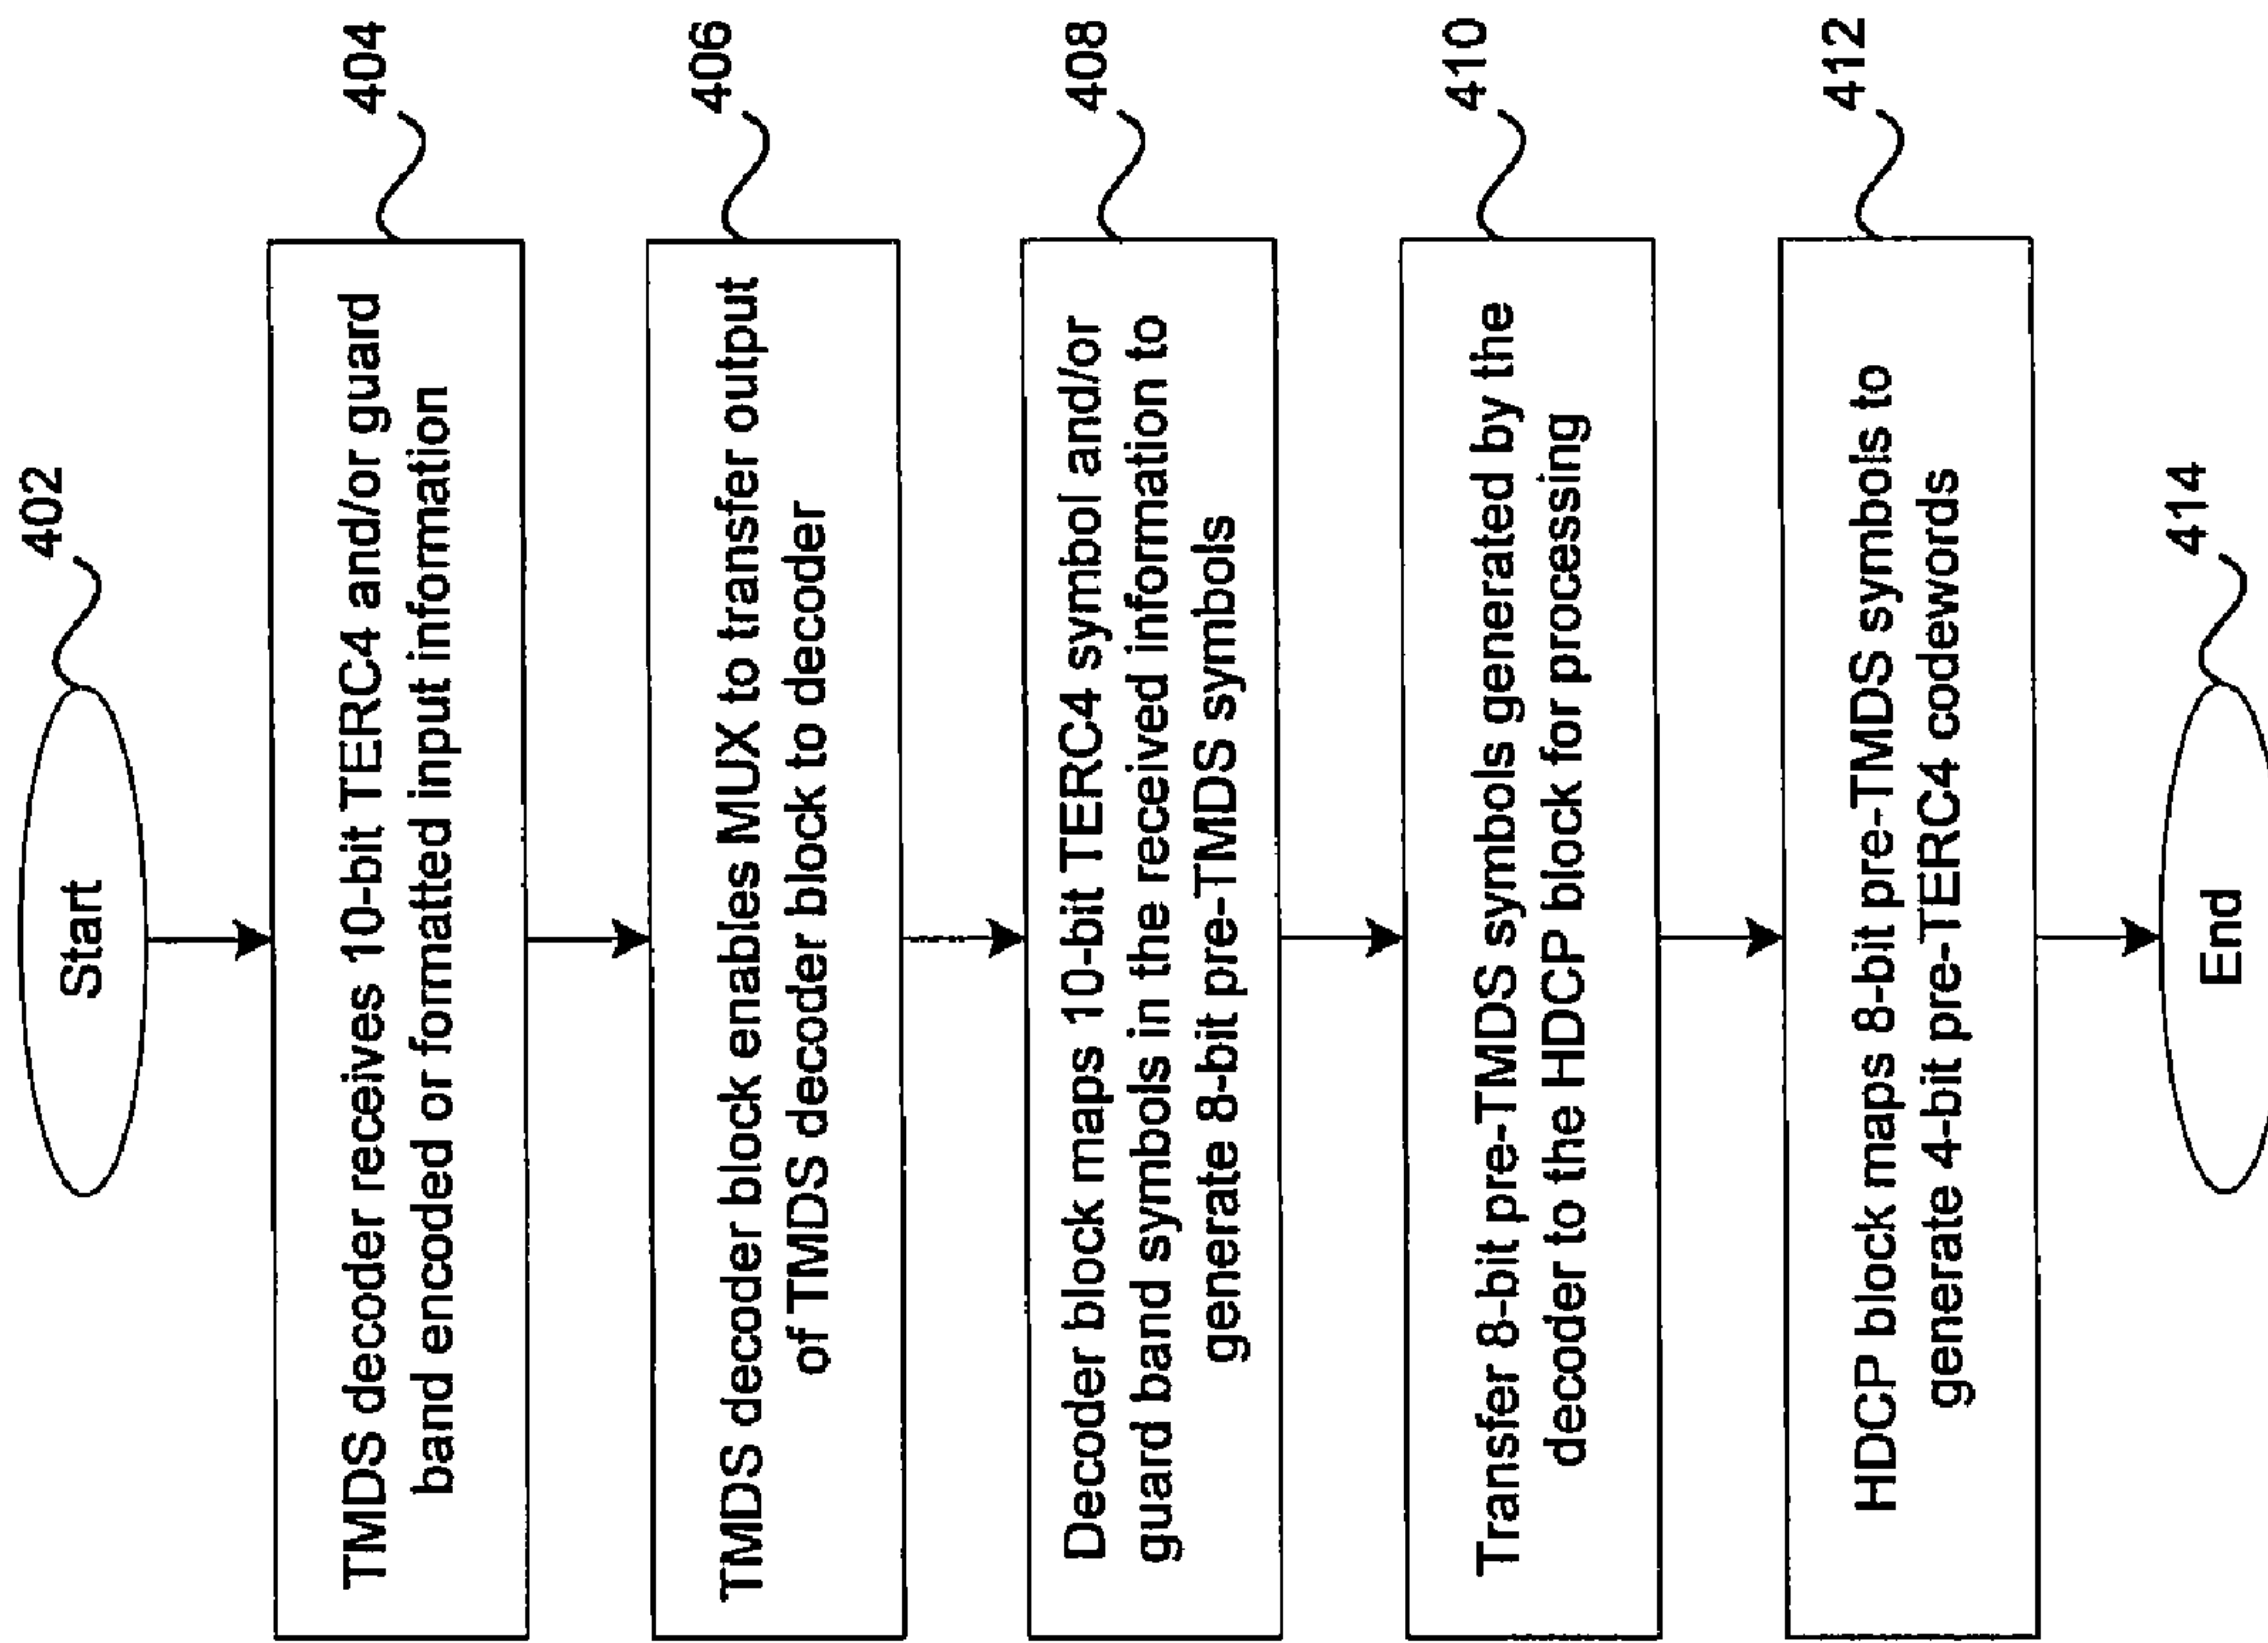 402
Start
404
TMDS decoder receives 10-bit TERC4 and/or guard
band encoded or formatted input information
406
TMDS decoder block enables MUX to transfer output
of TMDS decoder block to decoder
408
Decoder block maps 10-bit TERC4 symbol and/or
guard band symbols in the received information to
generate 8-bit pre-TMDS symbols
410
Transfer 8-bit pre-TMDS symbols generated by the
decoder to the HDCP block for processing
412
HDCP block maps 8-bit pre-TMDS symbols to
generate 4-bit pre-TERC4 codewords
414
End